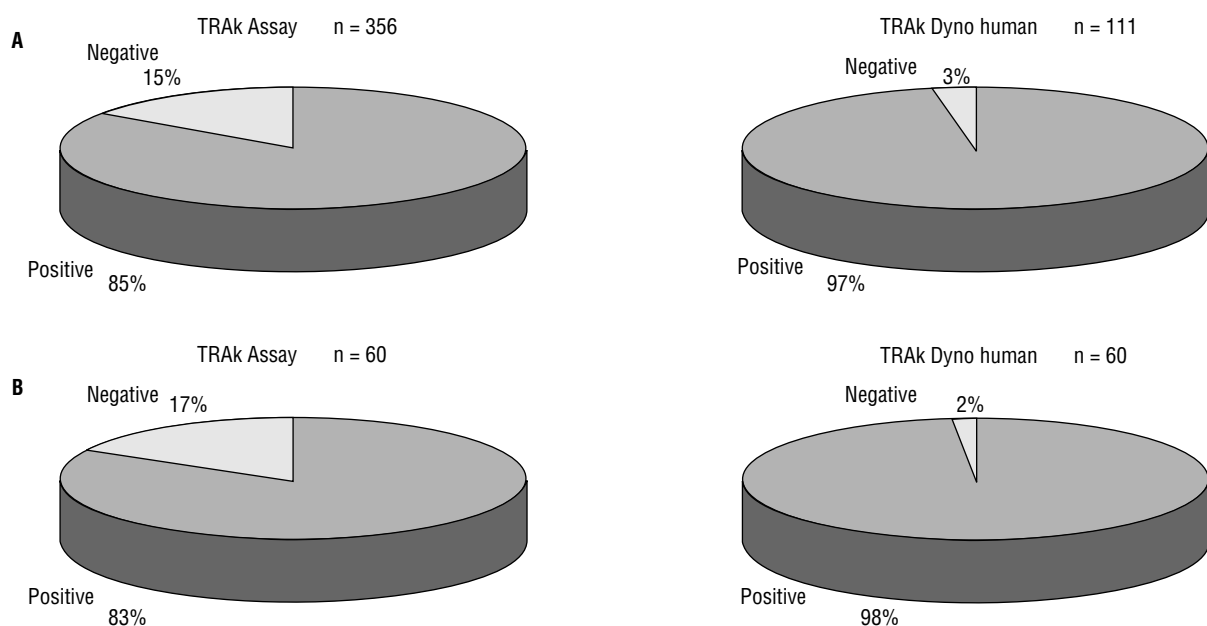 A
TRAk Assay n = 356
Negative
15%
Positive
85%
TRAk Dyno human n = 111
Negative
3%
Positive
97%
B
TRAk Assay n = 60
Negative
17%
Positive
83%
TRAk Dyno human n = 60
Negative
2%
Positive
98%